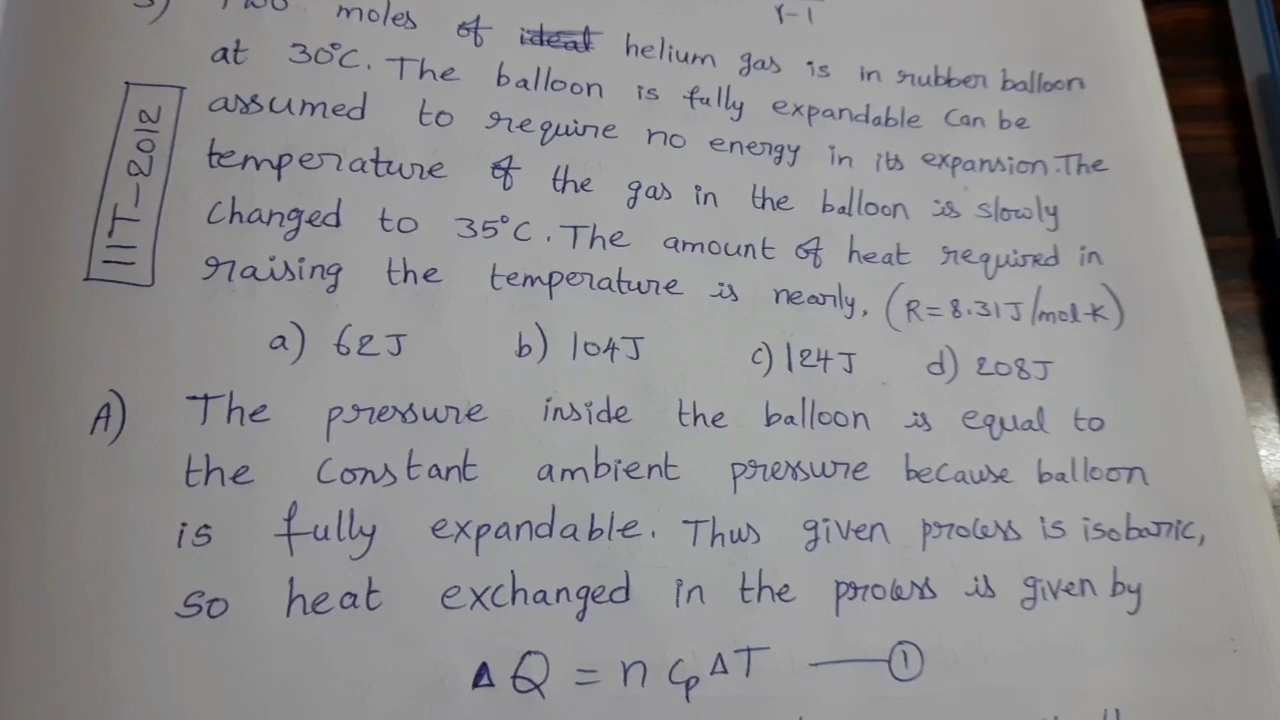 γ-1
3) Two moles of ideal helium gas is in rubber balloon
at 30°C. The balloon is fully expandable can be
assumed to require no energy in its expansion. The
temperature of the gas in the balloon is slowly
changed to 35°C. The amount of heat required in
raising the temperature is nearly, (R=8.31J/mol-K)
a) 62J b) 104J c) 124J d) 208J
IIT-2012
A) The pressure inside the balloon is equal to
the constant ambient pressure because balloon
is fully expandable. Thus given process is isobaric,
so heat exchanged in the process is given by
ΔQ = n Cp ΔT —①